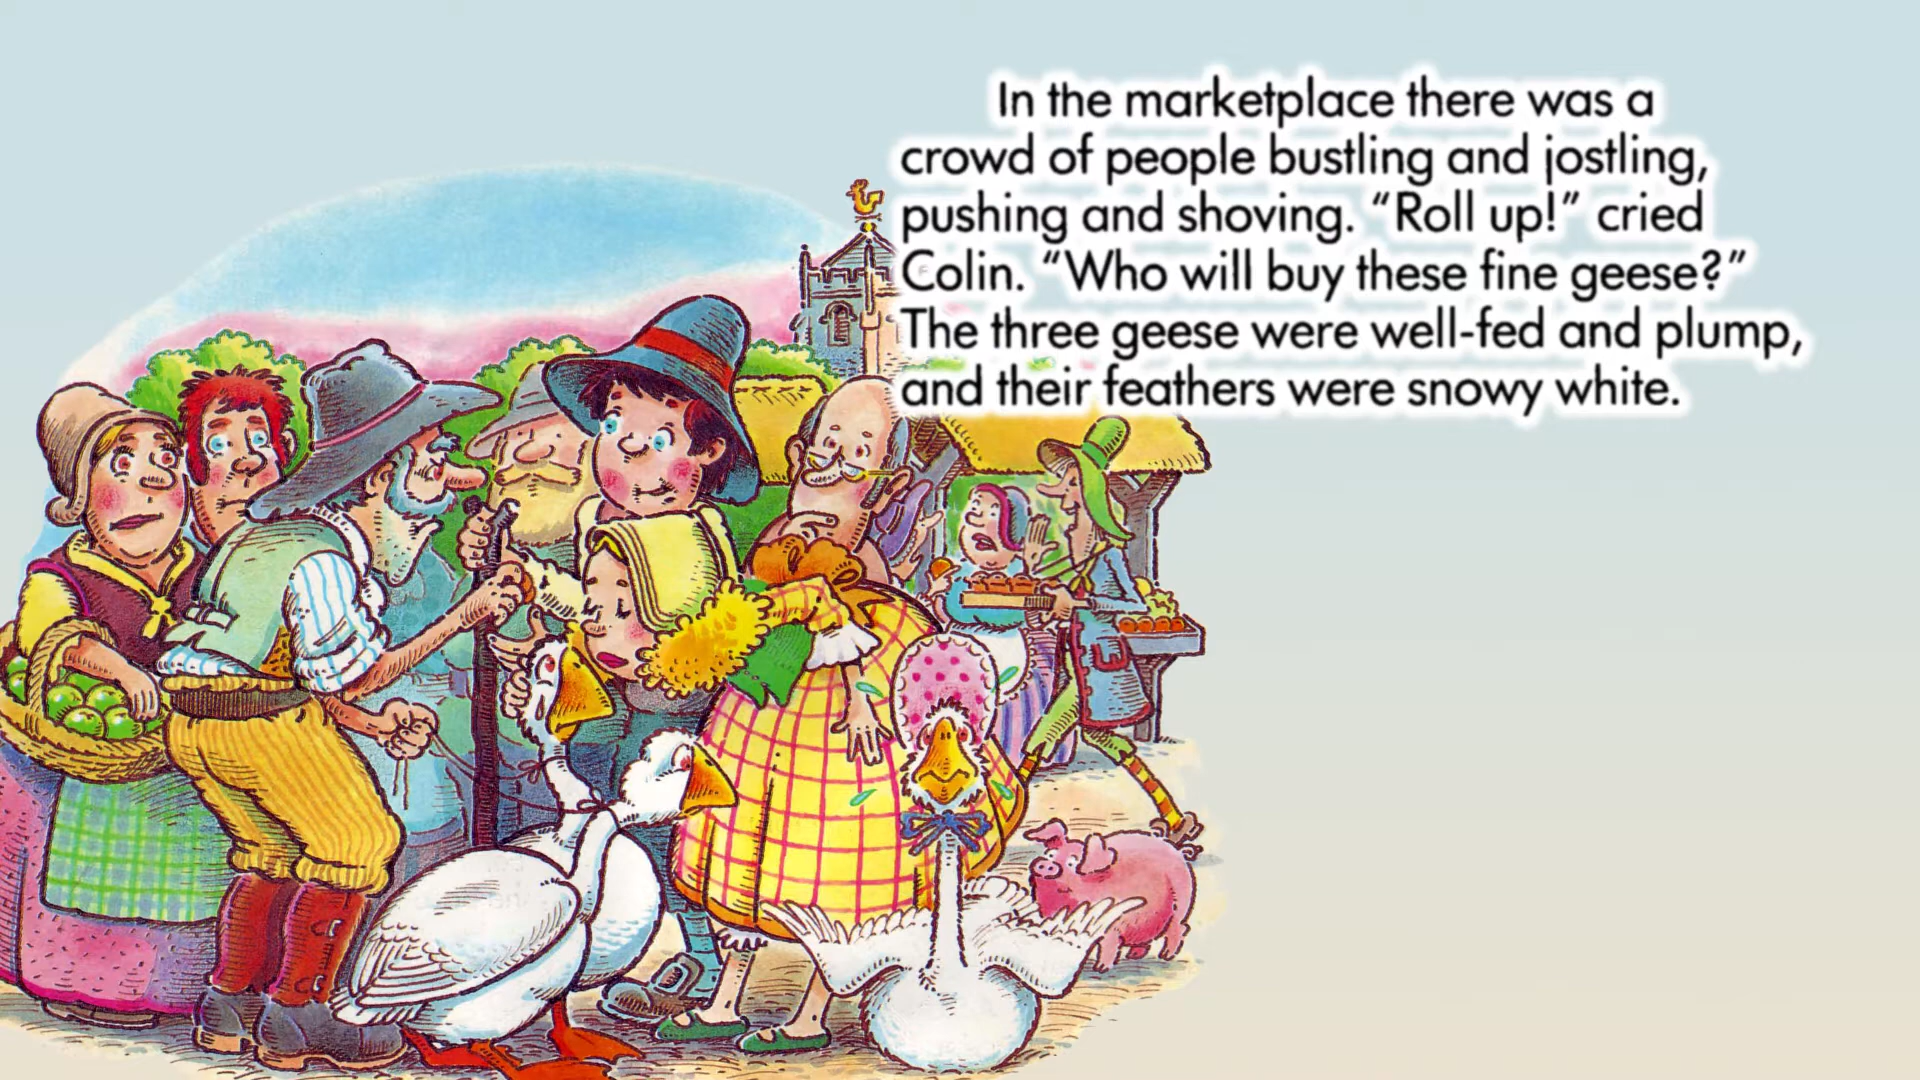 In the marketplace there was a
crowd of people bustling and jostling,
pushing and shoving. “Roll up!” cried
Colin. “Who will buy these fine geese?”
The three geese were well-fed and plump,
and their feathers were snowy white.